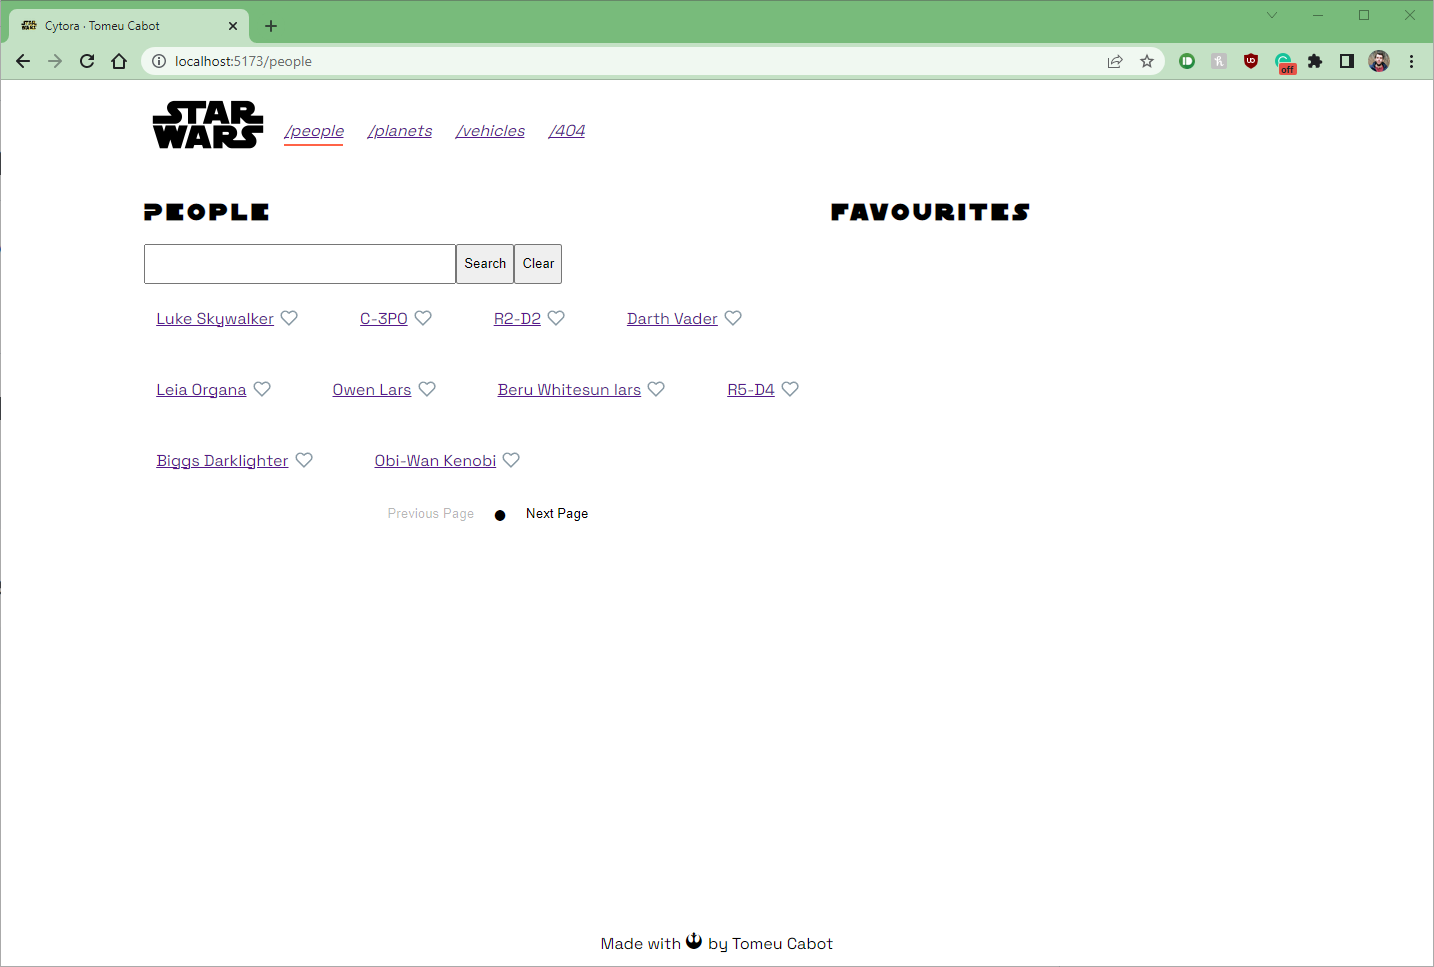 Cytora · Tomeu Cabot
localhost:5173/people
off
STAR
WARS
/people /planets /vehicles /404
PEOPLE
FAVOURITES
Search Clear
Luke Skywalker C-3PO R2-D2 Darth Vader
Leia Organa Owen Lars Beru Whitesun lars R5-D4
Biggs Darklighter Obi-Wan Kenobi
Previous Page Next Page
Made with by Tomeu Cabot